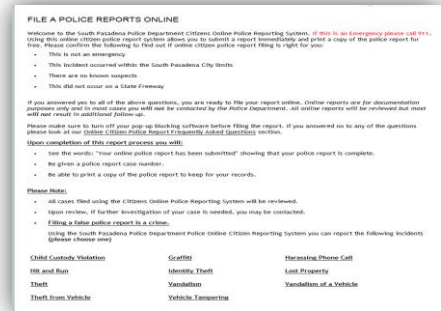 FILE A POLICE REPORTS ONLINE
Welcome to the South Pasadena Police Department Citizens Online Police Reporting System. If this is an Emergency please call 911.
Using this online citizen police report system allows you to submit a report immediately and print a copy of the police report for
free. Please confirm the following to find out if online citizen police report filing is right for you:
• This is not an emergency
• This incident occurred within the South Pasadena City limits
• There are no known suspects
• This did not occur on a State Freeway
If you answered yes to all of the above questions, you are ready to file your report online. Online reports are for documentation
purposes only and in most cases you will not be contacted by the Police Department. All online reports will be reviewed but most
will not result in additional follow up.
Please make sure to turn off your pop-up blocking software before filing the report. If you answered no to any of the questions
please look at our Online Citizen Police Report Frequently Asked Questions section.
Upon completion of this report process you will:
• See the words: "Your online police report has been submitted" showing that your police report is complete.
• Be given a police report case number.
• Be able to print a copy of the police report to keep for your records.
Please Note:
• All cases filed using the Citizens Online Police Reporting System will be reviewed.
• Upon review, if further investigation of your case is needed, you may be contacted.
• Filing a false police report is a crime.
Using the South Pasadena Police Department Police Online Citizen Reporting System you can report the following incidents
(please choose one)
Child Custody Violation Graffiti Harassing Phone Call
Hit and Run Identity Theft Lost Property
Theft Vandalism Vandalism of a Vehicle
Theft from Vehicle Vehicle Tampering